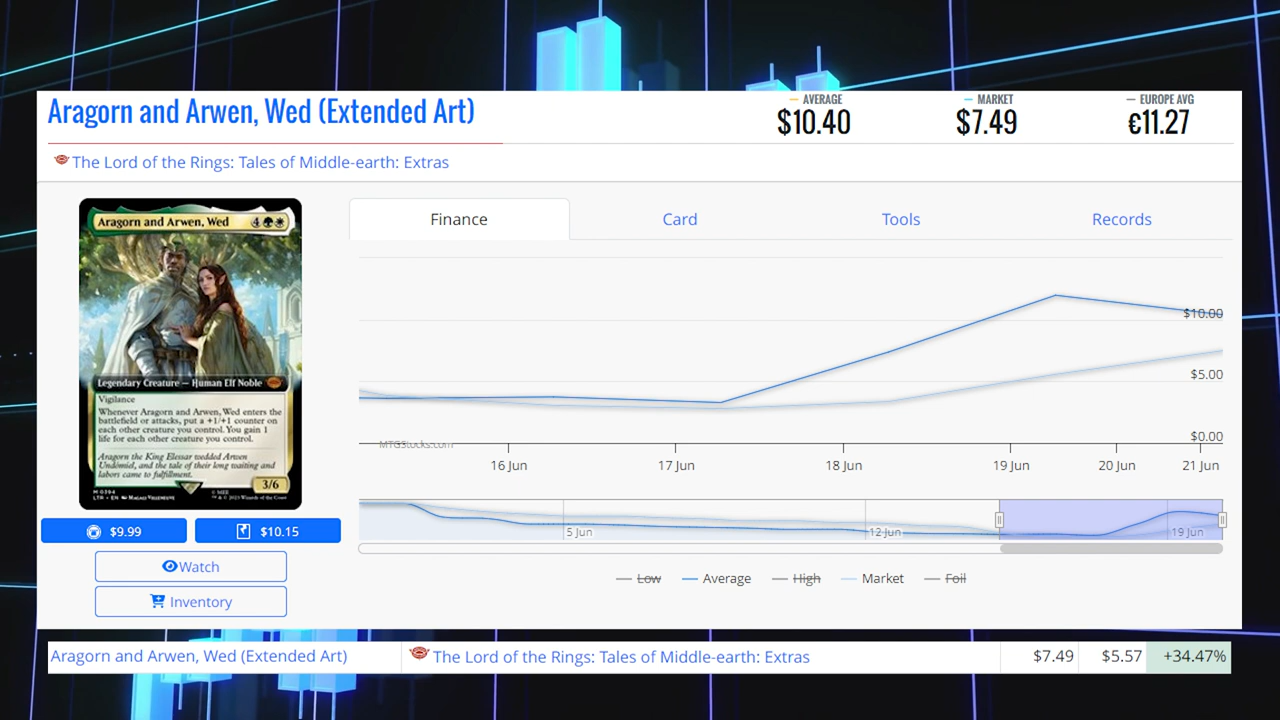 Aragorn and Arwen, Wed (Extended Art)
AVERAGE
$10.40
MARKET
$7.49
EUROPE AVG
€11.27
The Lord of the Rings: Tales of Middle-earth: Extras
Aragorn and Arwen, Wed 4
Legendary Creature — Human Elf Noble
Vigilance
Whenever Aragorn and Arwen, Wed enters the
battlefield or attacks, put a +1/+1 counter on
each other creature you control. You gain 1
life for each other creature you control.
Aragorn the King Elessar wedded Arwen
Undómiel, and the tale of their long waiting and
labors came to fulfillment.
3/6
$9.99
$10.15
Watch
Inventory
Finance
Card
Tools
Records
$10.00
$5.00
$0.00
MTGStocks.com
16 Jun
17 Jun
18 Jun
19 Jun
20 Jun
21 Jun
5 Jun
12 Jun
19 Jun
Low
Average
High
Market
Foil
Aragorn and Arwen, Wed (Extended Art)
The Lord of the Rings: Tales of Middle-earth: Extras
$7.49
$5.57
+34.47%